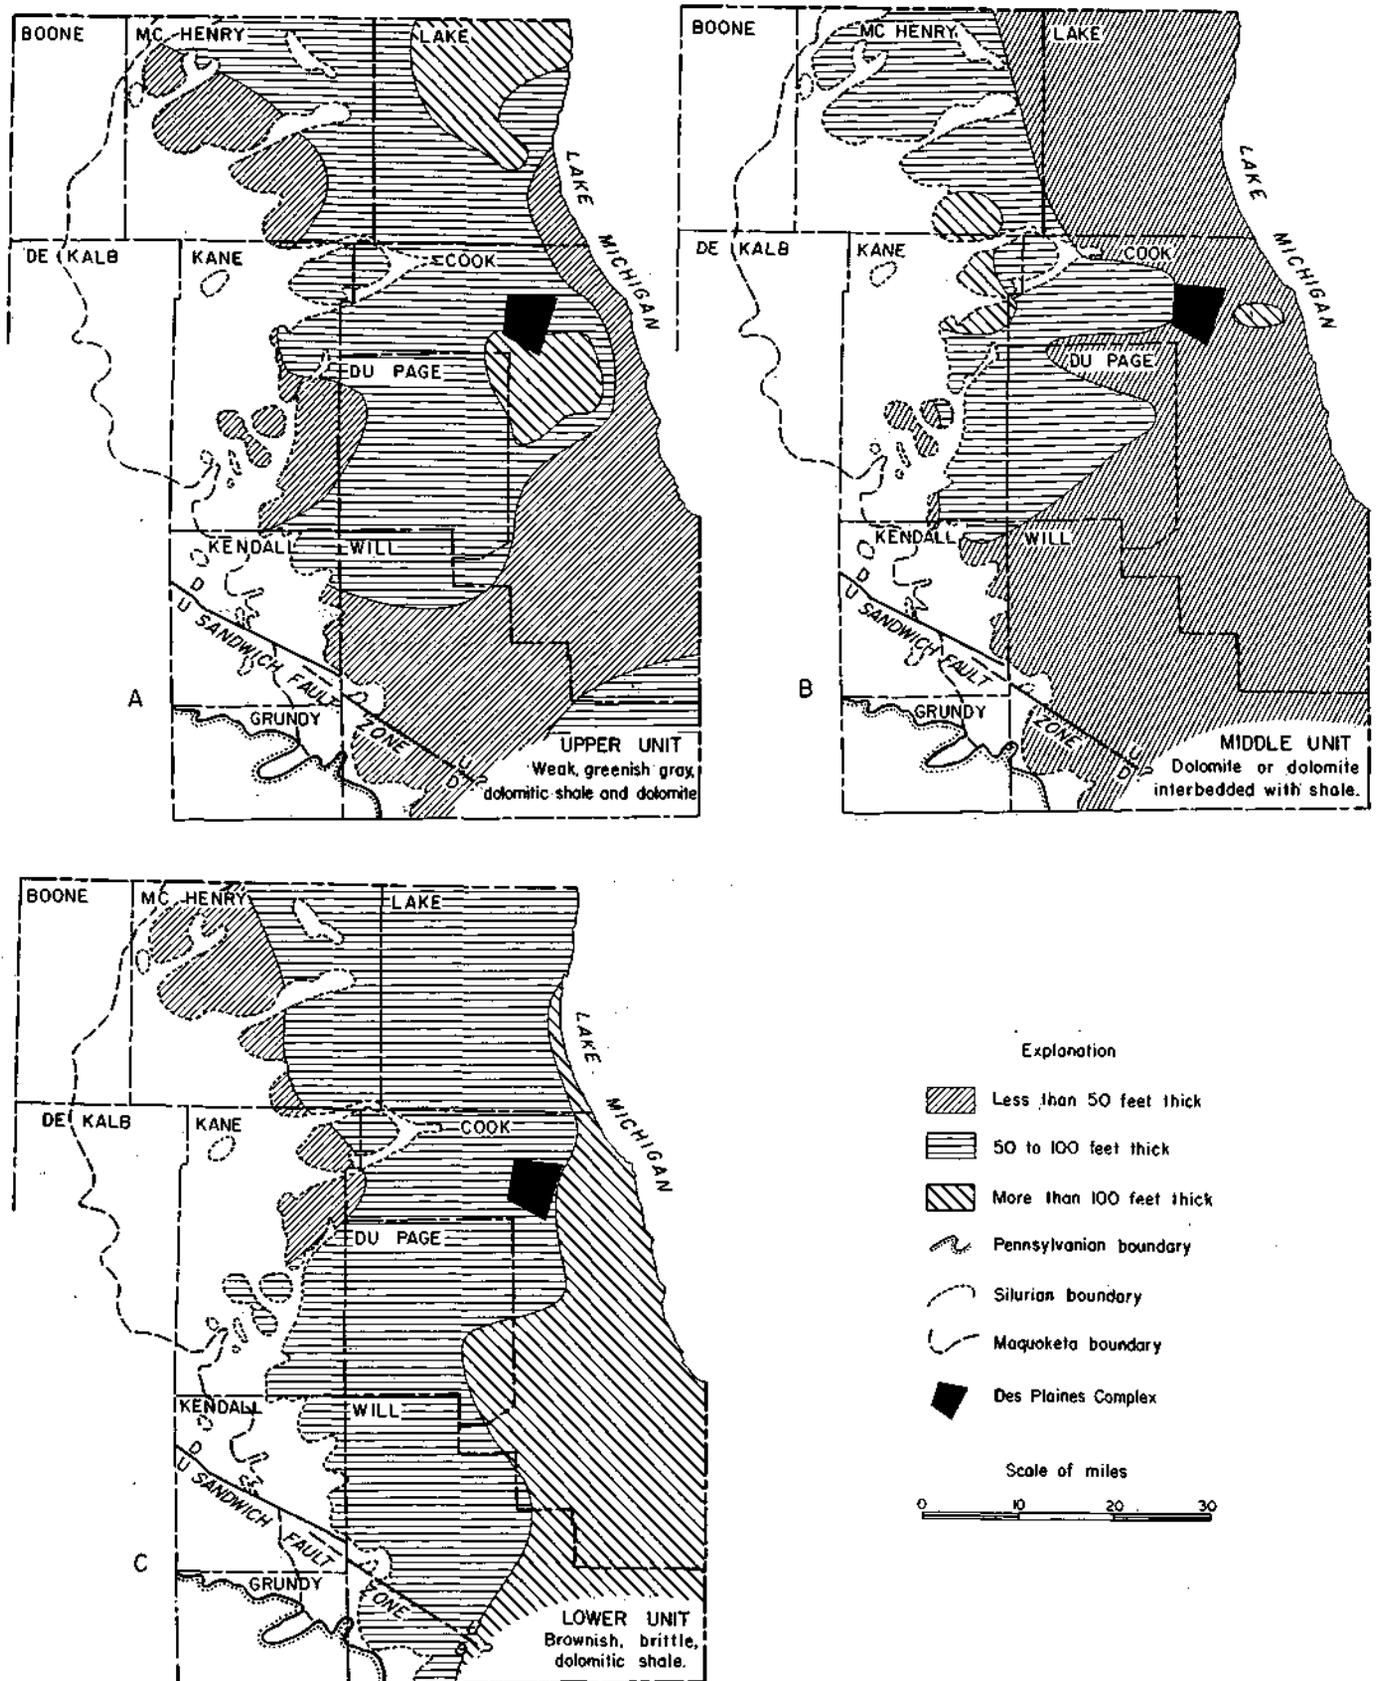 BOONE
MC HENRY
LAKE
LAKE
MICHIGAN
DE KALB
KANE
COOK
DU PAGE
KENDALL
WILL
D
U
SANDWICH
FAULT
ZONE
U
D
GRUNDY
A
UPPER UNIT
Weak, greenish gray,
dolomitic shale and dolomite
BOONE
MC HENRY
LAKE
LAKE
MICHIGAN
DE KALB
KANE
COOK
DU PAGE
KENDALL
WILL
D
U
SANDWICH
FAULT
ZONE
U
D
GRUNDY
B
MIDDLE UNIT
Dolomite or dolomite
interbedded with shale.
BOONE
MC HENRY
LAKE
LAKE
MICHIGAN
DE KALB
KANE
COOK
DU PAGE
KENDALL
WILL
D
U
SANDWICH
FAULT
ZONE
GRUNDY
C
LOWER UNIT
Brownish, brittle,
dolomitic shale.
Explanation
Less than 50 feet thick
50 to 100 feet thick
More than 100 feet thick
Pennsylvanian boundary
Silurian boundary
Maquoketa boundary
Des Plaines Complex
Scale of miles
0 10 20 30